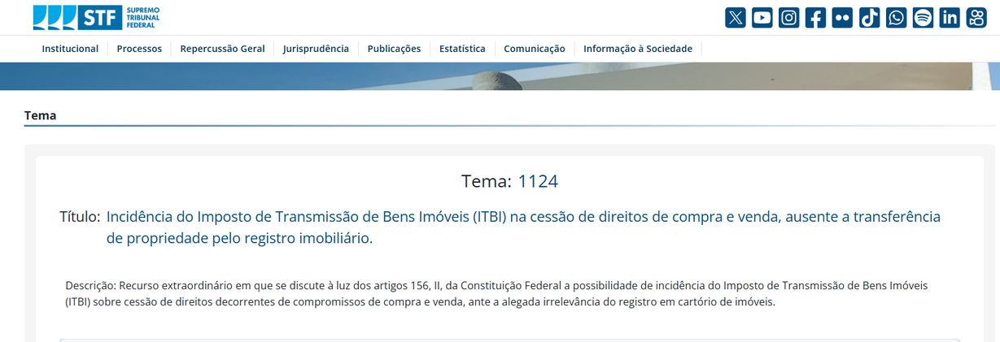 STF SUPREMO
TRIBUNAL
FEDERAL
Institucional Processos Repercussão Geral Jurisprudência Publicações Estatística Comunicação Informação à Sociedade
Tema
Tema: 1124
Título: Incidência do Imposto de Transmissão de Bens Imóveis (ITBI) na cessão de direitos de compra e venda, ausente a transferência
de propriedade pelo registro imobiliário.
Descrição: Recurso extraordinário em que se discute à luz dos artigos 156, II, da Constituição Federal a possibilidade de incidência do Imposto de Transmissão de Bens Imóveis
(ITBI) sobre cessão de direitos decorrentes de compromissos de compra e venda, ante a alegada irrelevância do registro em cartório de imóveis.